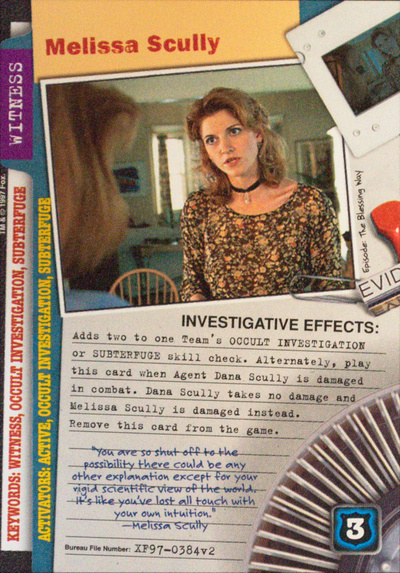 Melissa Scully
WITNESS
TM & © 1997 Fox.
KEYWORDS: WITNESS, OCCULT INVESTIGATION, SUBTERFUGE
ACTIVATORS: ACTIVE, OCCULT INVESTIGATION, SUBTERFUGE
Episode: The Blessing Way
EVID
INVESTIGATIVE EFFECTS:
Adds two to one Team's OCCULT INVESTIGATION
or SUBTERFUGE skill check. Alternately, play
this card when Agent Dana Scully is damaged
in combat. Dana Scully takes no damage and
Melissa Scully is damaged instead.
Remove this card from the game.
"You are so shut off to the
possibility there could be any
other explanation except for your
rigid scientific view of the world.
It's like you've lost all touch with
your own intuition."
—Melissa Scully
3
Bureau File Number: XF97-0384v2